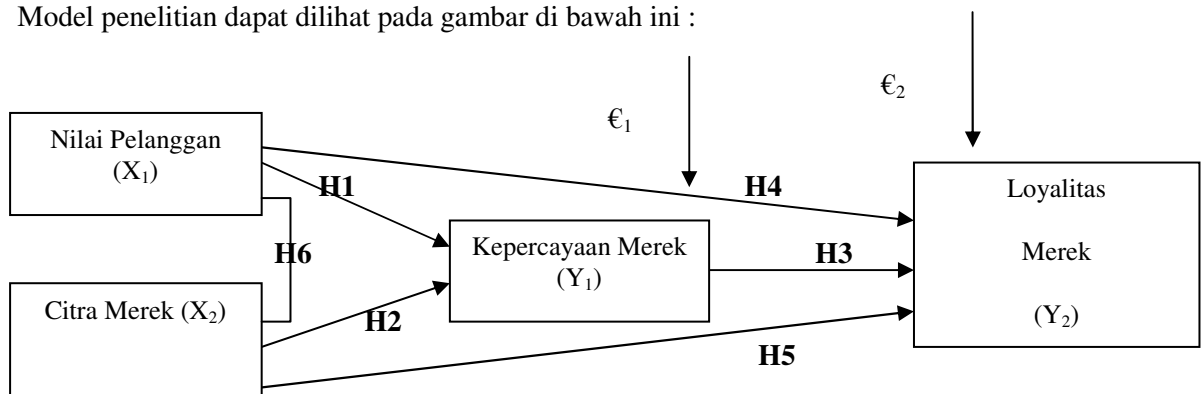 Model penelitian dapat dilihat pada gambar di bawah ini :
€₂
€₁
Nilai Pelanggan
(X₁)
H1
H4
Loyalitas
Merek
(Y₂)
H6
Kepercayaan Merek
(Y₁)
H3
Citra Merek (X₂)
H2
H5